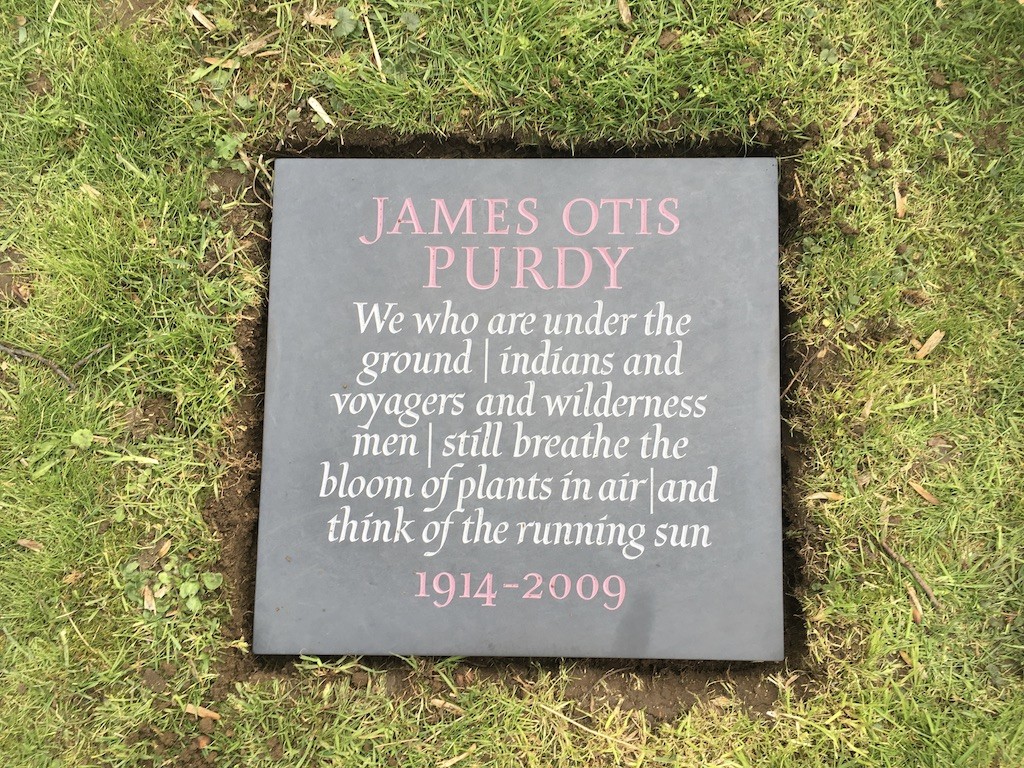 JAMES OTIS
PURDY
We who are under the
ground | indians and
voyagers and wilderness
men | still breathe the
bloom of plants in air | and
think of the running sun
1914-2009